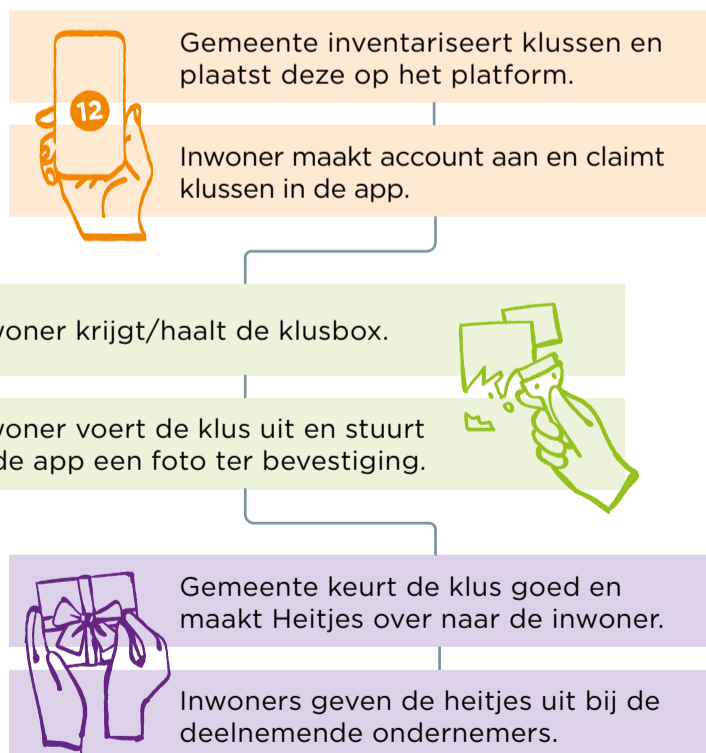 Gemeente inventariseert klussen en
plaatst deze op het platform.
12
Inwoner maakt account aan en claimt
klussen in de app.
woner krijgt/haalt de klusbox.
woner voert de klus uit en stuurt
de app een foto ter bevestiging.
Gemeente keurt de klus goed en
maakt Heitjes over naar de inwoner.
Inwoners geven de heitjes uit bij de
deelnemende ondernemers.